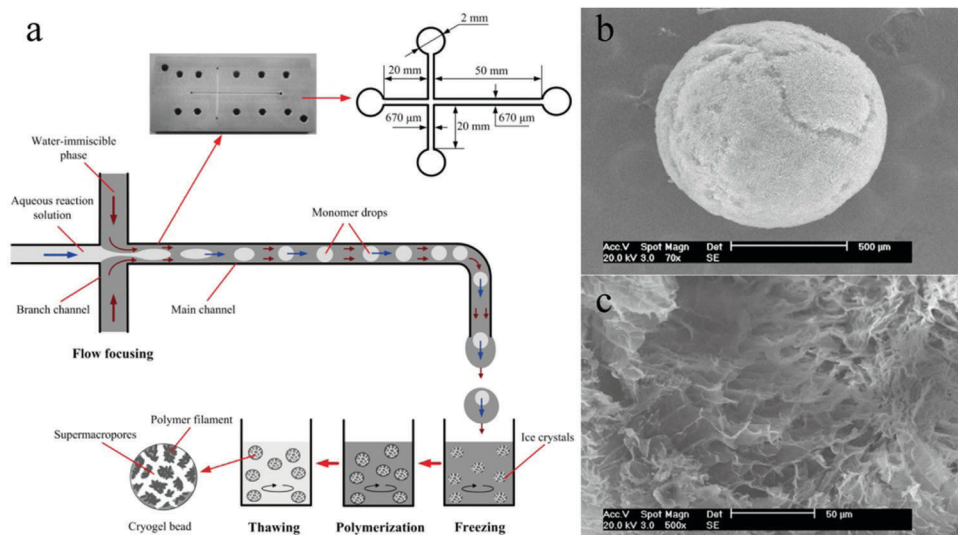 a
2 mm
20 mm
50 mm
670 μm
20 mm
670 μm
Water-immiscible
phase
Aqueous reaction
solution
Monomer drops
Branch channel
Main channel
Flow focusing
Polymer filament
Supermacropores
Ice crystals
Cryogel bead
Thawing
Polymerization
Freezing
b
Acc.V Spot Magn Det
20.0 kV 3.0 70x SE
500 μm
c
Acc.V Spot Magn Det
20.0 kV 3.0 500x SE
50 μm